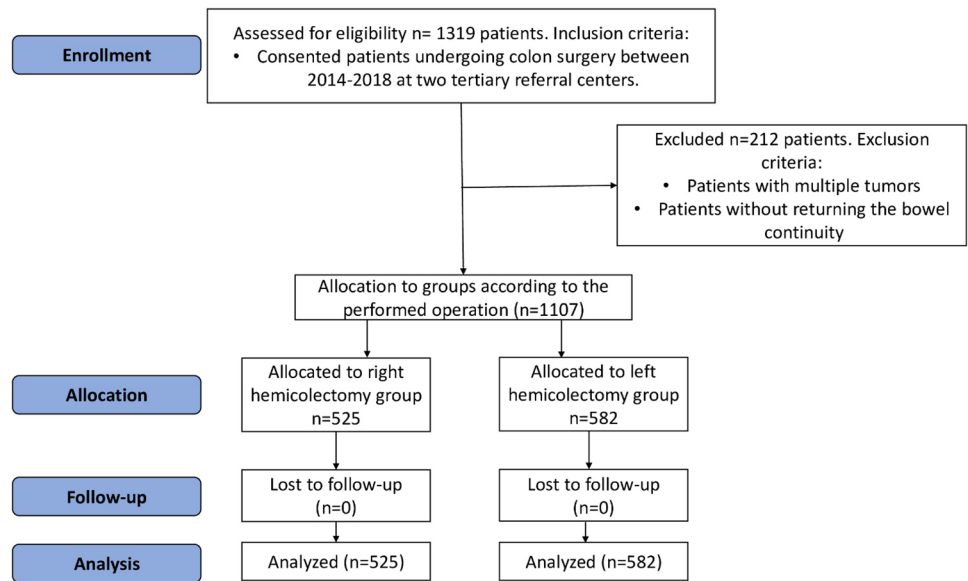 Enrollment
Assessed for eligibility n= 1319 patients. Inclusion criteria:
• Consented patients undergoing colon surgery between
2014-2018 at two tertiary referral centers.
Excluded n=212 patients. Exclusion
criteria:
• Patients with multiple tumors
• Patients without returning the bowel
continuity
Allocation to groups according to the
performed operation (n=1107)
Allocation
Allocated to right
hemicolectomy group
n=525
Allocated to left
hemicolectomy group
n=582
Follow-up
Lost to follow-up
(n=0)
Lost to follow-up
(n=0)
Analysis
Analyzed (n=525)
Analyzed (n=582)